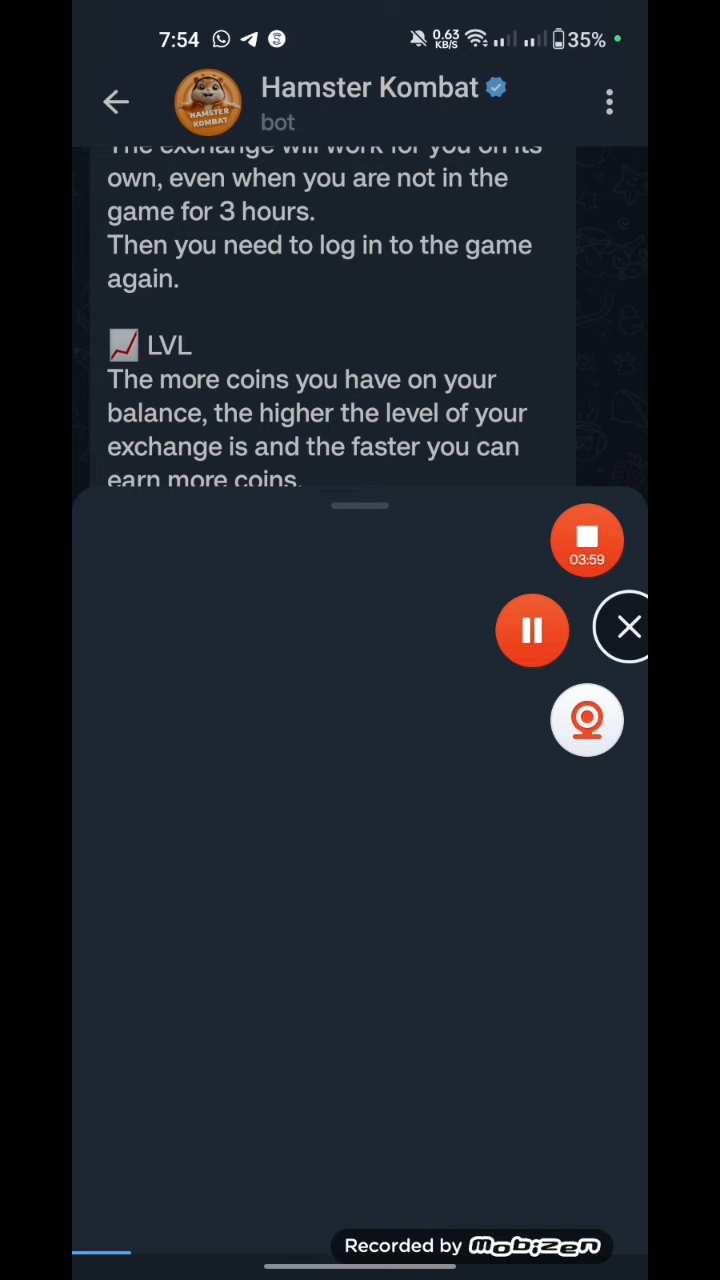 7:54
0.63 KB/S
35%
Hamster Kombat
HAMSTER
KOMBAT
bot
The exchange will work for you on its
own, even when you are not in the
game for 3 hours.
Then you need to log in to the game
again.
LVL
The more coins you have on your
balance, the higher the level of your
exchange is and the faster you can
earn more coins.
03:59
Recorded by mobizen